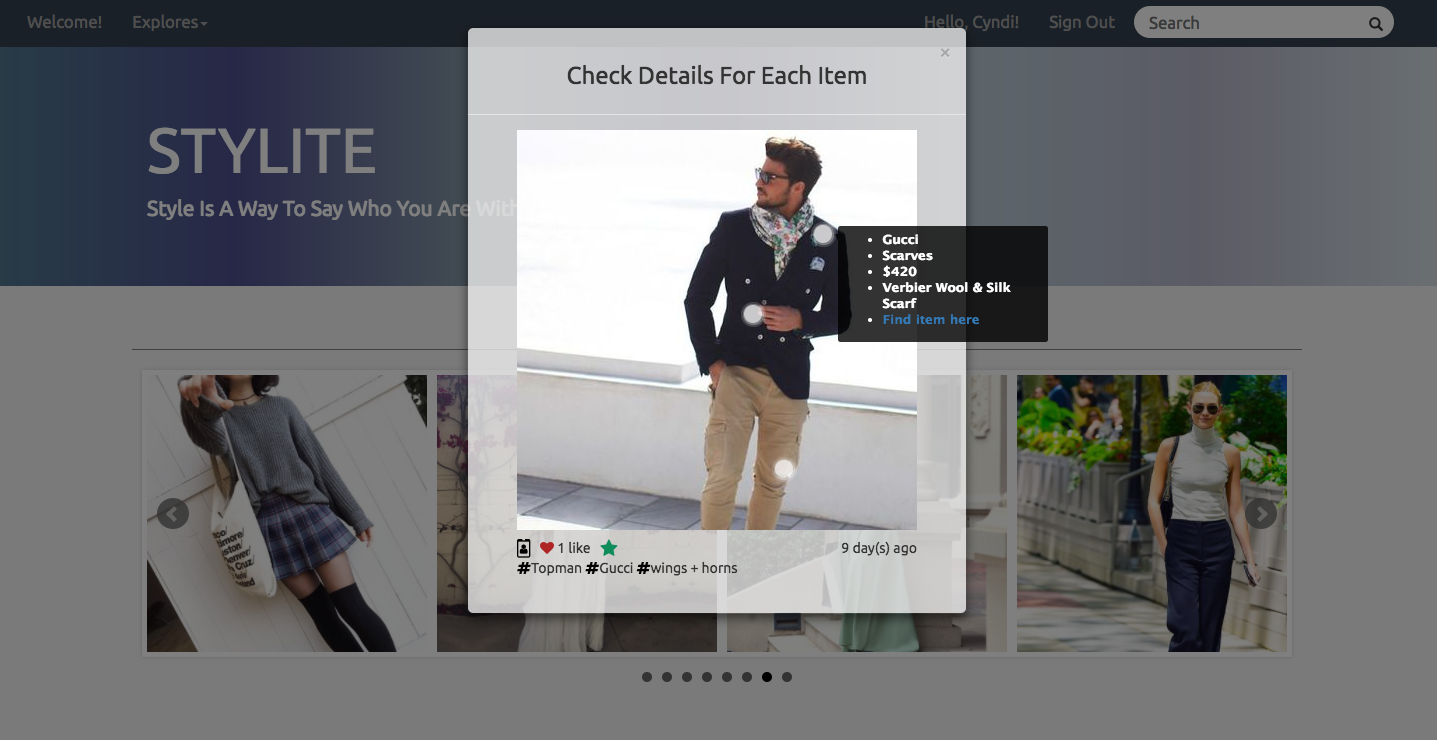 Welcome! Explores Hello, Cyndi! Sign Out Search
×
Check Details For Each Item
STYLITE
Style Is A Way To Say Who You Are With
Gucci
Scarves
$420
Verbler Wool & Silk
Scarf
Find item here
1 like 9 day(s) ago
#Topman #Gucci #wings + horns